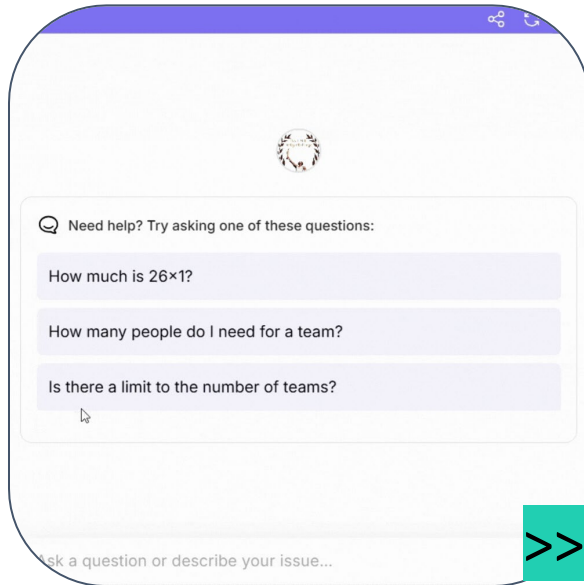 Need help? Try asking one of these questions:
How much is 26×1?
How many people do I need for a team?
Is there a limit to the number of teams?
Ask a question or describe your issue...
>>